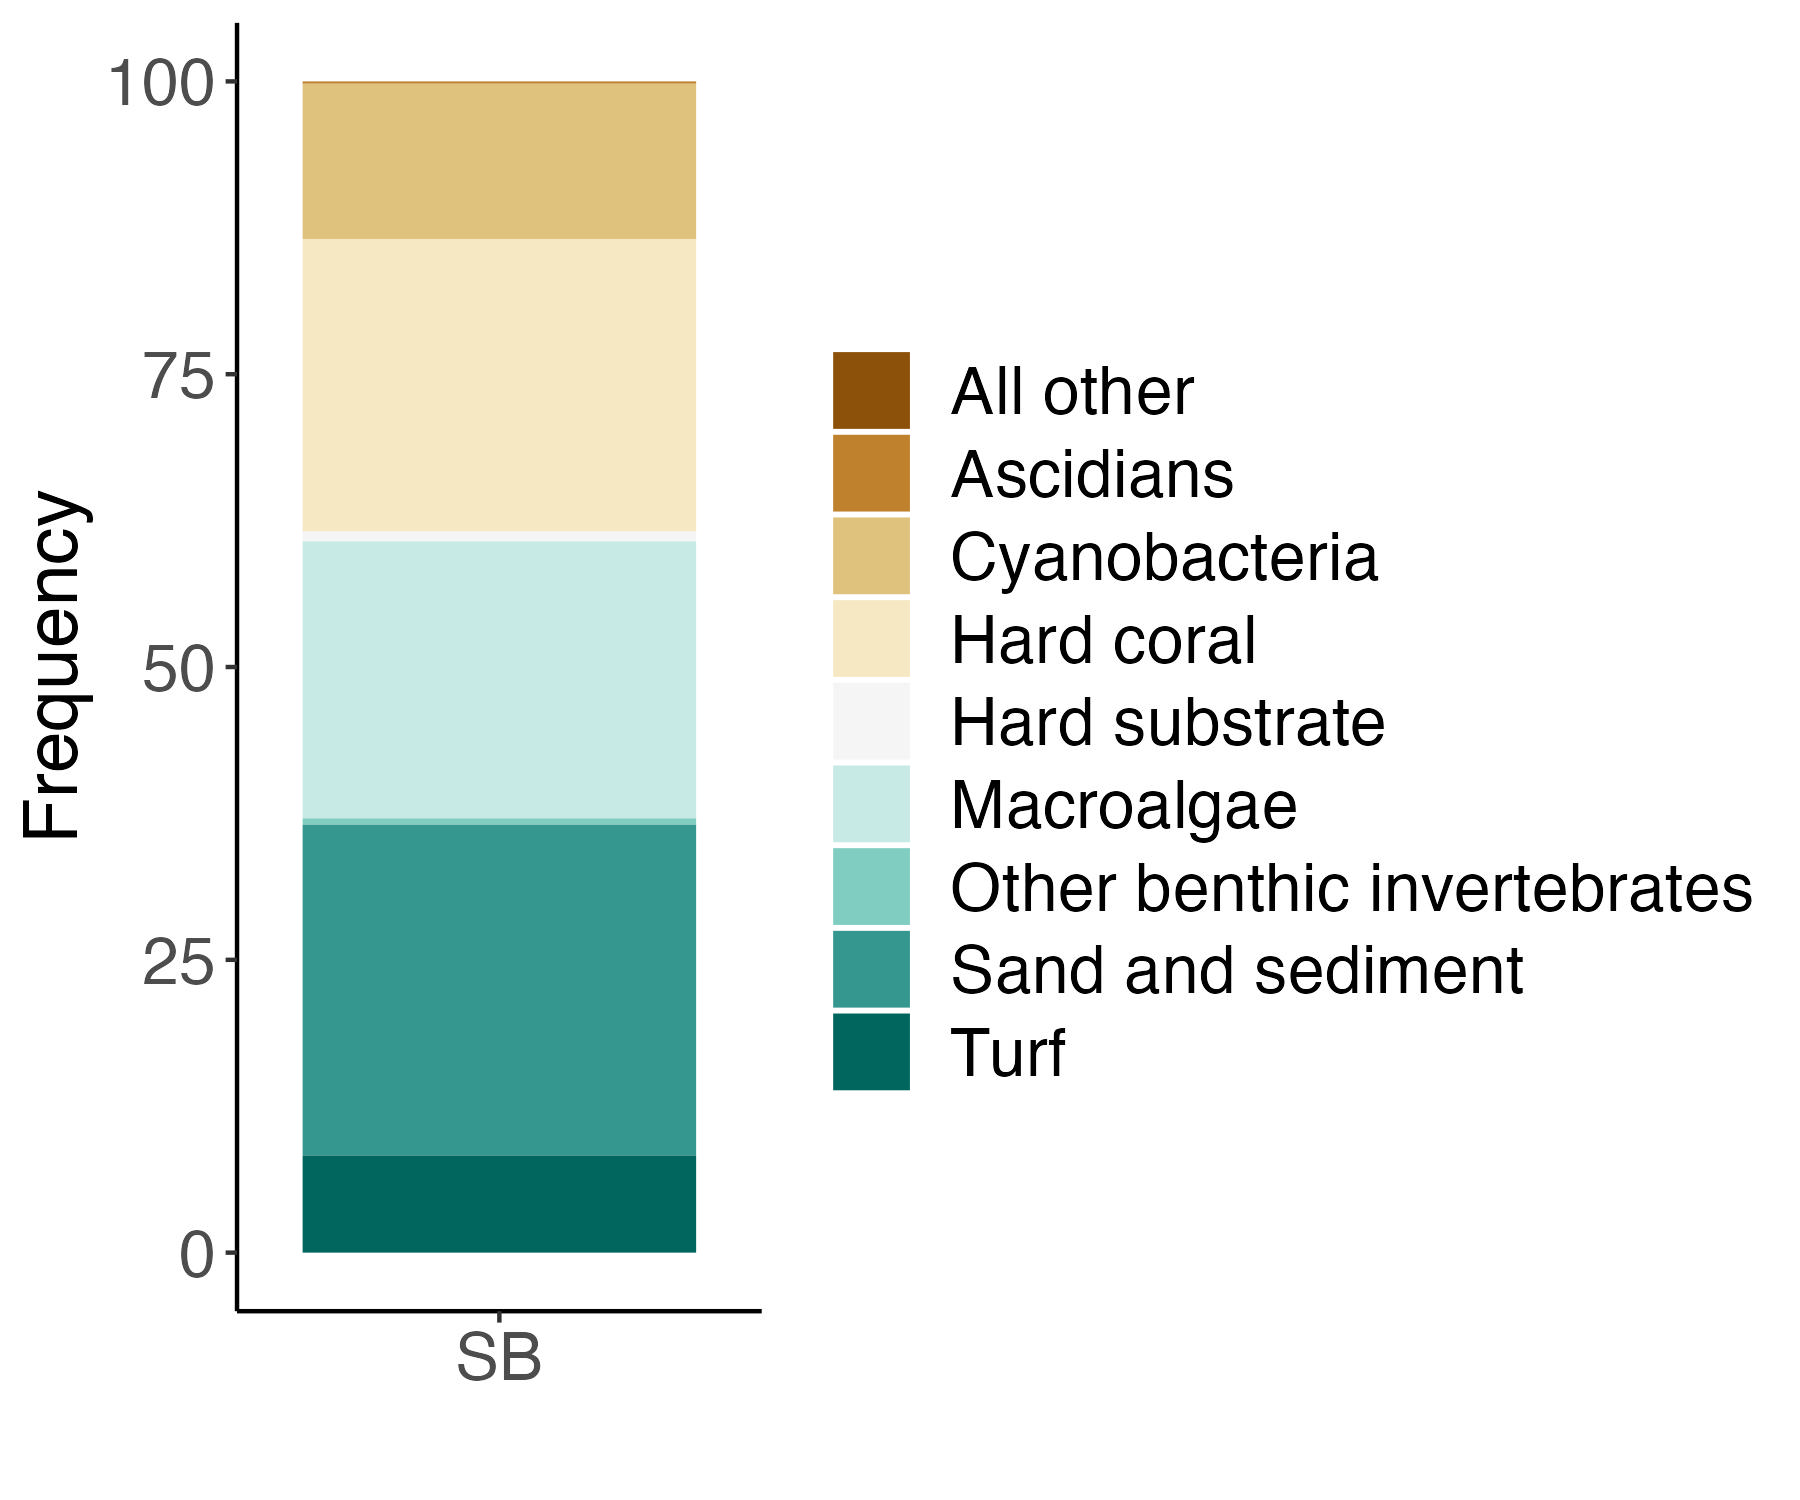 Frequency
100
75
50
25
0
SB
All other
Ascidians
Cyanobacteria
Hard coral
Hard substrate
Macroalgae
Other benthic invertebrates
Sand and sediment
Turf